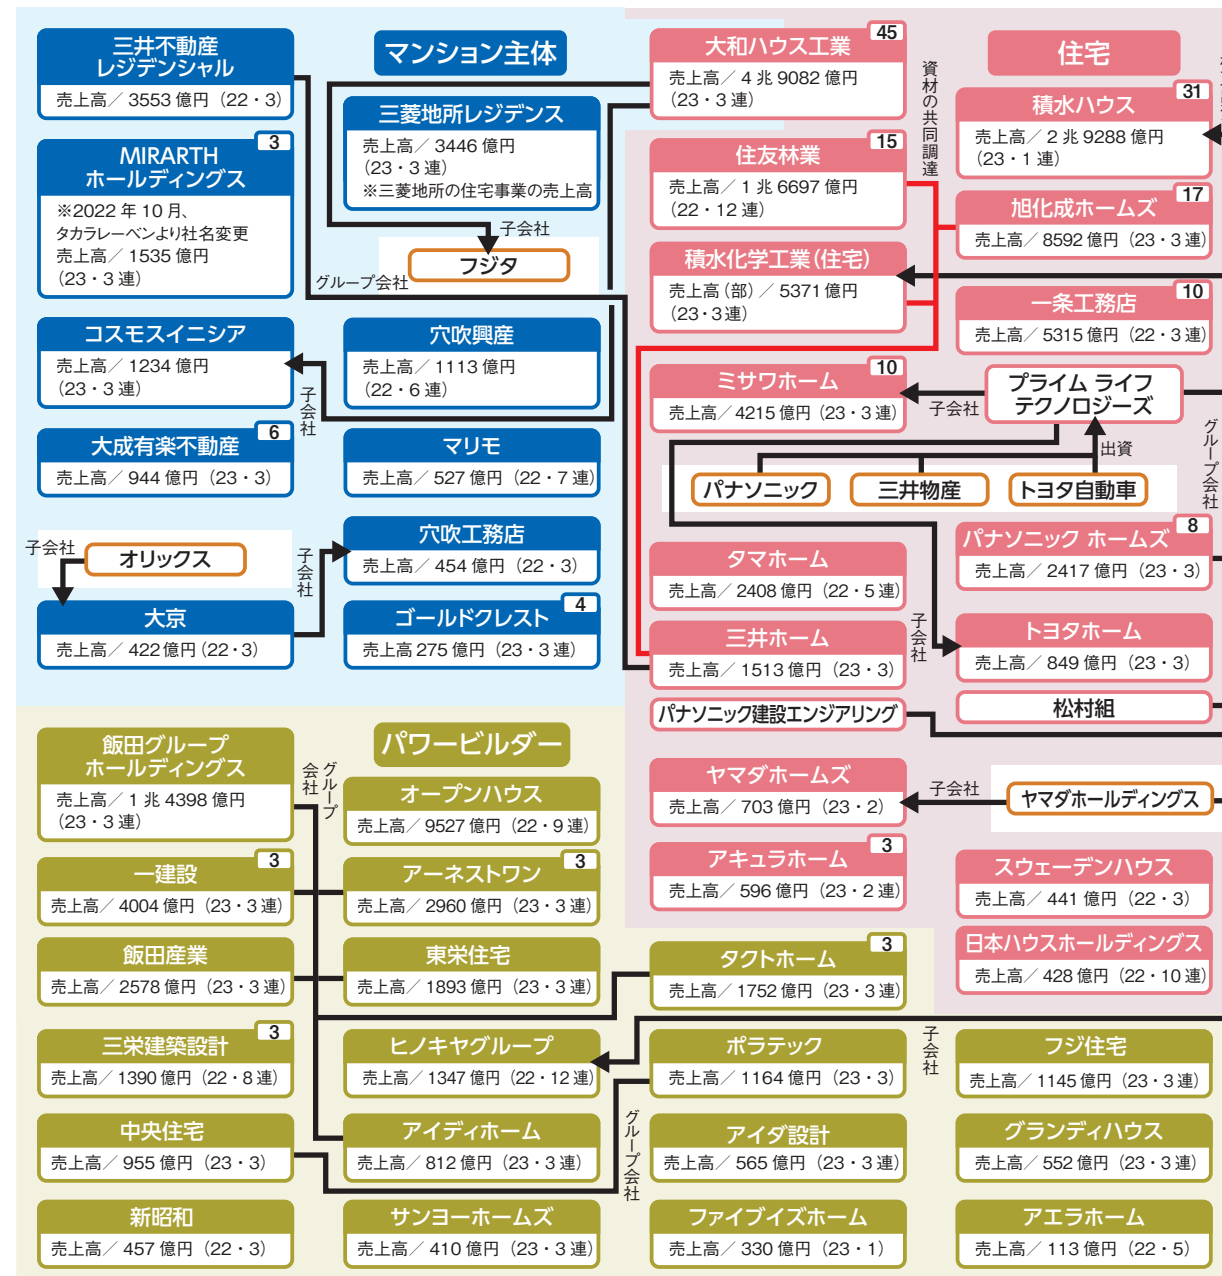 マンション主体
三井不動産
レジデンシャル
売上高／3553億円（22・3）
三菱地所レジデンス
売上高／3446億円
（23・3連）
※三菱地所の住宅事業の売上高
3
MIRARTH
ホールディングス
※2022年10月、
タカラレーベンより社名変更
売上高／1535億円
（23・3連）
子会社
フジタ
グループ会社
コスモスイニシア
売上高／1234億円
（23・3連）
子会社
穴吹興産
売上高／1113億円
（22・6連）
6
大成有楽不動産
売上高／944億円（23・3）
マリモ
売上高／527億円（22・7連）
子会社
オリックス
子会社
穴吹工務店
売上高／454億円（22・3）
大京
売上高／422億円（22・3）
4
ゴールドクレスト
売上高275億円（23・3連）
住宅
45
大和ハウス工業
売上高／4兆9082億円
（23・3連）
資材の共同調達
31
積水ハウス
売上高／2兆9288億円
（23・1連）
15
住友林業
売上高／1兆6697億円
（22・12連）
17
旭化成ホームズ
売上高／8592億円（23・3連）
積水化学工業（住宅）
売上高（部）／5371億円
（23・3連）
10
一条工務店
売上高／5315億円（22・3連）
10
ミサワホーム
売上高／4215億円（23・3連）
子会社
プライム ライフ
テクノロジーズ
出資
グループ会社
パナソニック
三井物産
トヨタ自動車
8
パナソニック ホームズ
売上高／2417億円（23・3）
タマホーム
売上高／2408億円（22・5連）
子会社
三井ホーム
売上高／1513億円（23・3）
トヨタホーム
売上高／849億円（23・3）
パナソニック建設エンジアリング
松村組
ヤマダホームズ
売上高／703億円（23・2）
子会社
ヤマダホールディングス
3
アキュラホーム
売上高／596億円（23・2連）
スウェーデンハウス
売上高／441億円（22・3）
日本ハウスホールディングス
売上高／428億円（22・10連）
パワービルダー
飯田グループ
ホールディングス
売上高／1兆4398億円
（23・3連）
グループ
会社
オープンハウス
売上高／9527億円（22・9連）
3
一建設
売上高／4004億円（23・3連）
3
アーネストワン
売上高／2960億円（23・3連）
飯田産業
売上高／2578億円（23・3連）
東栄住宅
売上高／1893億円（23・3連）
3
タクトホーム
売上高／1752億円（23・3連）
3
三栄建築設計
売上高／1390億円（22・8連）
ヒノキヤグループ
売上高／1347億円（22・12連）
ポラテック
売上高／1164億円（23・3）
子会社
フジ住宅
売上高／1145億円（23・3連）
中央住宅
売上高／955億円（23・3）
アイディホーム
売上高／812億円（23・3連）
グループ会社
アイダ設計
売上高／565億円（23・3連）
グランディハウス
売上高／552億円（23・3連）
新昭和
売上高／457億円（22・3）
サンヨーホームズ
売上高／410億円（23・3連）
ファイブイズホーム
売上高／330億円（23・1）
アエラホーム
売上高／113億円（22・5）